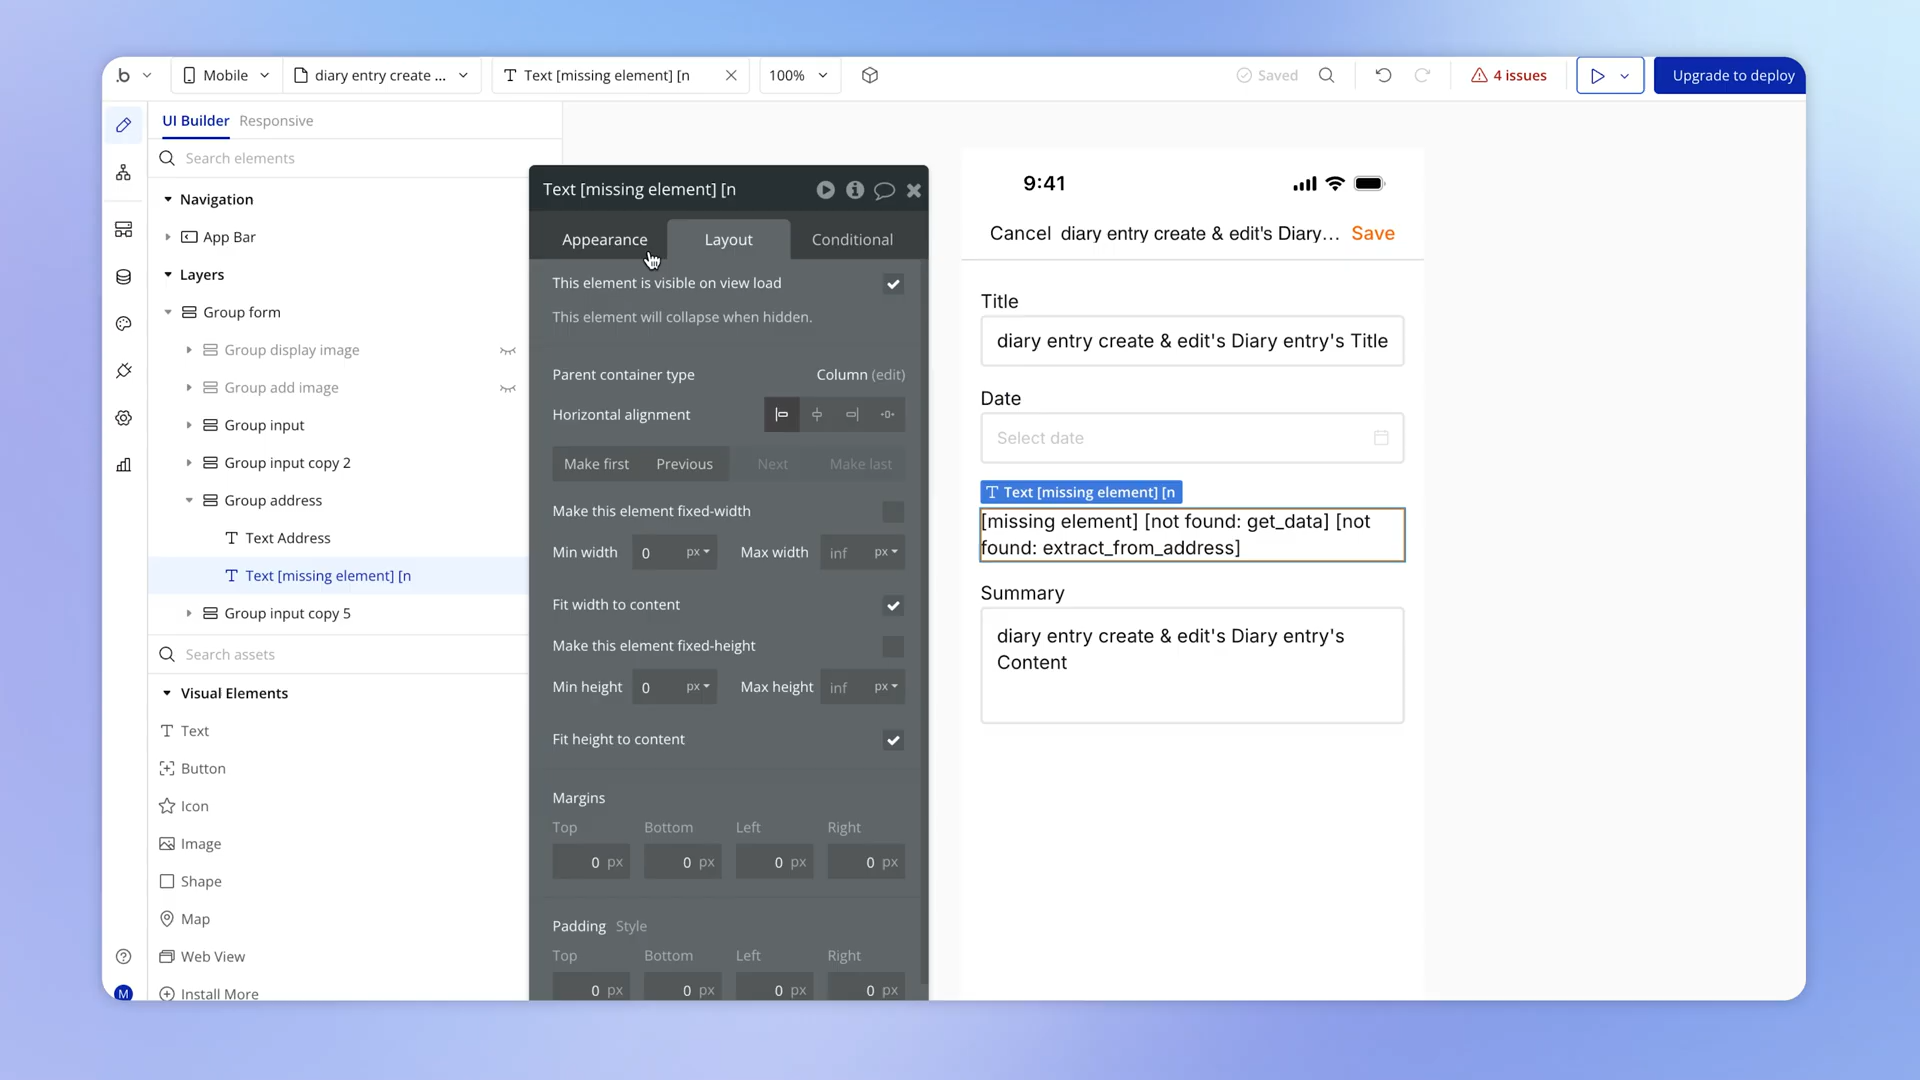 .b
Mobile
diary entry create ...
Text [missing element] [n
100%
Saved
4 issues
Upgrade to deploy
UI Builder
Responsive
Search elements
Navigation
App Bar
Layers
Group form
Group display image
Group add image
Group input
Group input copy 2
Group address
Text Address
Text [missing element] [n
Group input copy 5
Search assets
Visual Elements
Text
Button
Icon
Image
Shape
Map
Web View
Install More
M
Text [missing element] [n
Appearance
Layout
Conditional
This element is visible on view load
This element will collapse when hidden.
Parent container type
Column (edit)
Horizontal alignment
Make first
Previous
Next
Make last
Make this element fixed-width
Min width
0
px
Max width
inf
px
Fit width to content
Make this element fixed-height
Min height
0
px
Max height
inf
px
Fit height to content
Margins
Top
Bottom
Left
Right
0 px
0 px
0 px
0 px
Padding
Style
Top
Bottom
Left
Right
0 px
0 px
0 px
0 px
9:41
Cancel
diary entry create & edit's Diary...
Save
Title
diary entry create & edit's Diary entry's Title
Date
Select date
Text [missing element] [n
[missing element] [not found: get_data] [not
found: extract_from_address]
Summary
diary entry create & edit's Diary entry's
Content